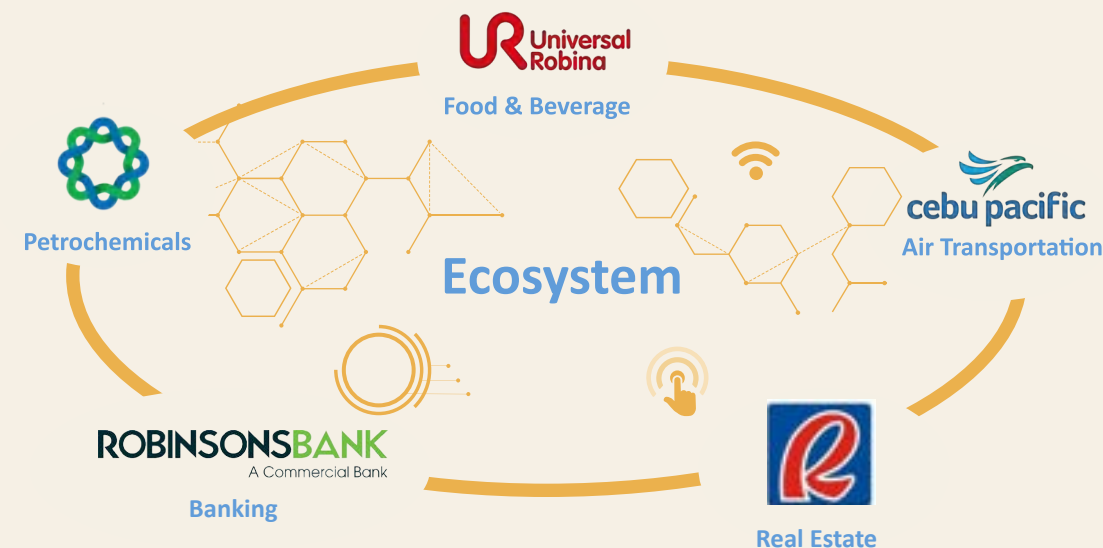 Universal
Robina
Food & Beverage
cebu pacific
Air Transportation
Petrochemicals
Ecosystem
ROBINSONSBANK
A Commercial Bank
Banking
R
Real Estate